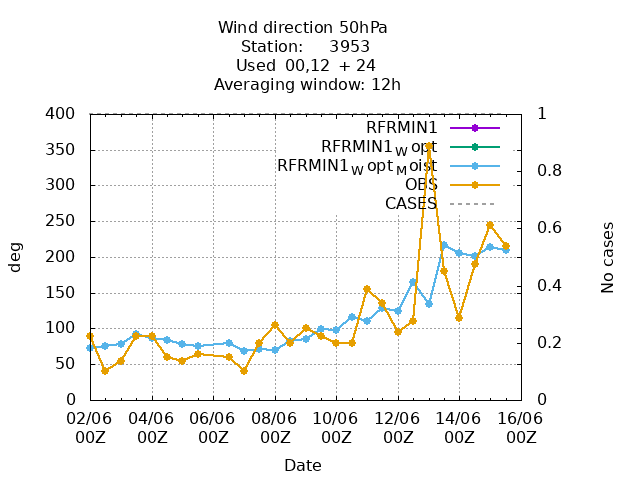 Wind direction 50hPa
Station: 3953
Used 00,12 + 24
Averaging window: 12h
400 1
RFRMIN1
350 RFRMIN1_W opt
RFRMIN1_W opt_M oist
300 0.8
OBS
CASES
250 0.6
200
150 0.4
100 0.2
50
0 0
deg
No cases
02/06 04/06 06/06 08/06 10/06 12/06 14/06 16/06
00Z 00Z 00Z 00Z 00Z 00Z 00Z 00Z
Date